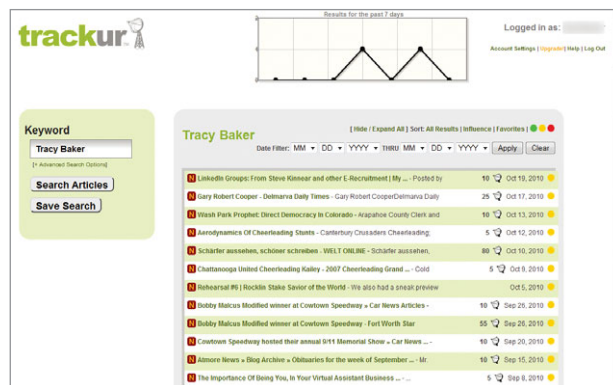 trackur
Results for the past 7 days
Logged in as:
Account Settings | Upgrade | Help | Log Out
Keyword
Tracy Baker
[+ Advanced Search Options]
Search Articles
Save Search
Tracy Baker
[ Hide / Expand All ] Sort: All Results | Influence | Favorites |
Date Filter: MM DD YYYY THRU MM DD YYYY Apply Clear
N LinkedIn Groups: From Steve Kinnear and other E-Recruitment | My ... - Posted by 10 Oct 19, 2010
N Gary Robert Cooper - Delmarva Daily Times - Gary Robert CooperDelmarva Daily 25 Oct 17, 2010
N Wash Park Prophet: Direct Democracy In Colorado - Arapahoe County Clerk and 10 Oct 13, 2010
N Aerodynamics Of Cheerleading Stunts - Canterbury Crusaders Cheerleading; 5 Oct 12, 2010
N Schärfer aussehen, schöner schreiben - WELT ONLINE - Schärfer aussehen, 80 Oct 10, 2010
N Chattanooga United Cheerleading Kailey - 2007 Cheerleading Grand ... - Gold 5 Oct 9, 2010
N Rehearsal #6 | Rocklin Stake Savior of the World - We also had a sneak preview Oct 5, 2010
N Bobby Malcus Modified winner at Cowtown Speedway » Car News Articles - 10 Sep 26, 2010
N Bobby Malcus Modified winner at Cowtown Speedway - Fort Worth Star 55 Sep 26, 2010
N Cowtown Speedway hosted their annual 9/11 Memorial Show » Car News ... - 10 Sep 20, 2010
N Atmore News » Blog Archive » Obituaries for the week of September ... - Mr. 10 Sep 15, 2010
N The Importance Of Being You, In Your Virtual Assistant Business ... - ... 5 Sep 8, 2010